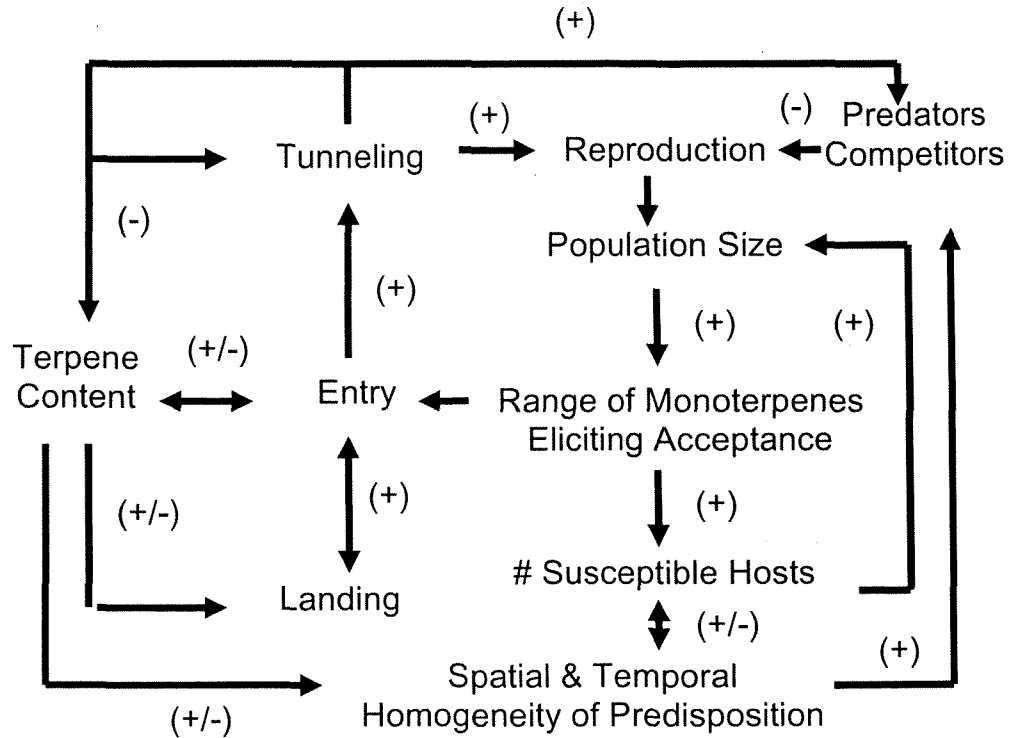 (+)
(+)
(-)
Predators
Competitors
Tunneling
Reproduction
(-)
Population Size
(+)
(+)
(+)
Terpene
Content
(+/-)
Entry
Range of Monoterpenes
Eliciting Acceptance
(+/-)
(+)
(+)
Landing
# Susceptible Hosts
(+/-)
(+)
Spatial & Temporal
Homogeneity of Predisposition
(+/-)